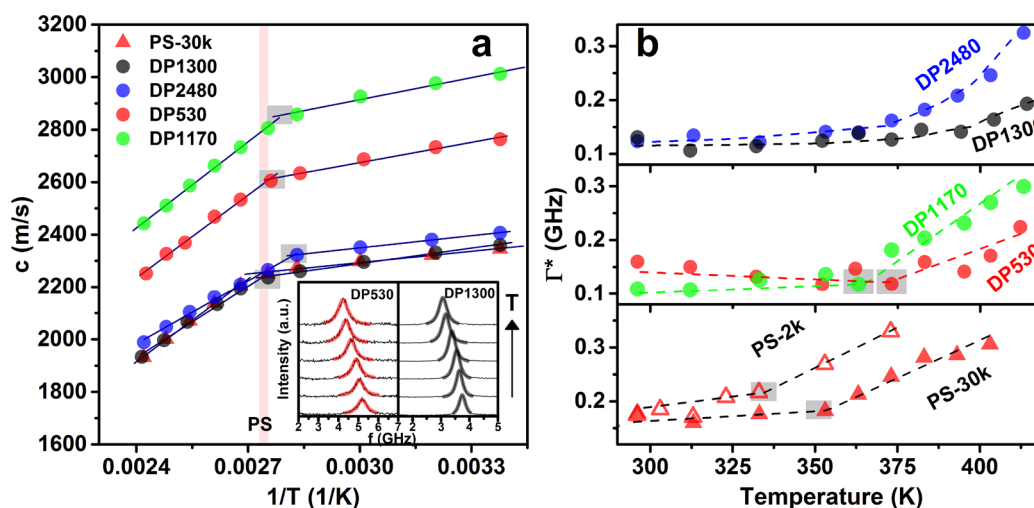 a
c (m/s)
3200
3000
2800
2600
2400
2200
2000
1800
1600
PS-30k
DP1300
DP2480
DP530
DP1170
0.0024
0.0027
0.0030
0.0033
PS
1/T (1/K)
Intensity (a.u.)
DP530
DP1300
T
2 3 4 5 6 7
2 3 4 5
f (GHz)
b
Γ* (GHz)
0.3
0.2
0.1
DP2480
DP1300
0.3
0.2
0.1
DP1170
DP530
0.3
0.2
PS-2k
PS-30k
300 325 350 375 400
Temperature (K)